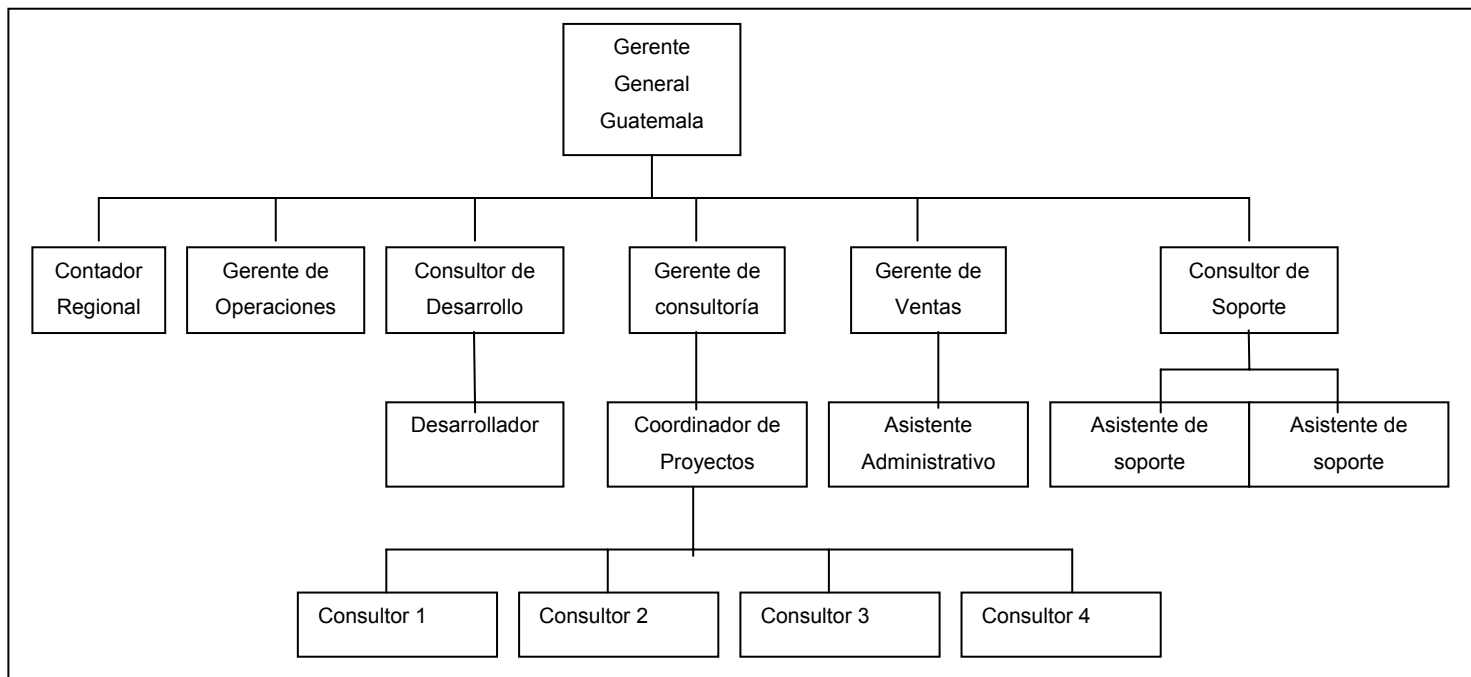 Gerente
General
Guatemala
Contador
Regional
Gerente de
Operaciones
Consultor de
Desarrollo
Gerente de
consultoría
Gerente de
Ventas
Consultor de
Soporte
Desarrollador
Coordinador de
Proyectos
Asistente
Administrativo
Asistente de
soporte
Asistente de
soporte
Consultor 1
Consultor 2
Consultor 3
Consultor 4